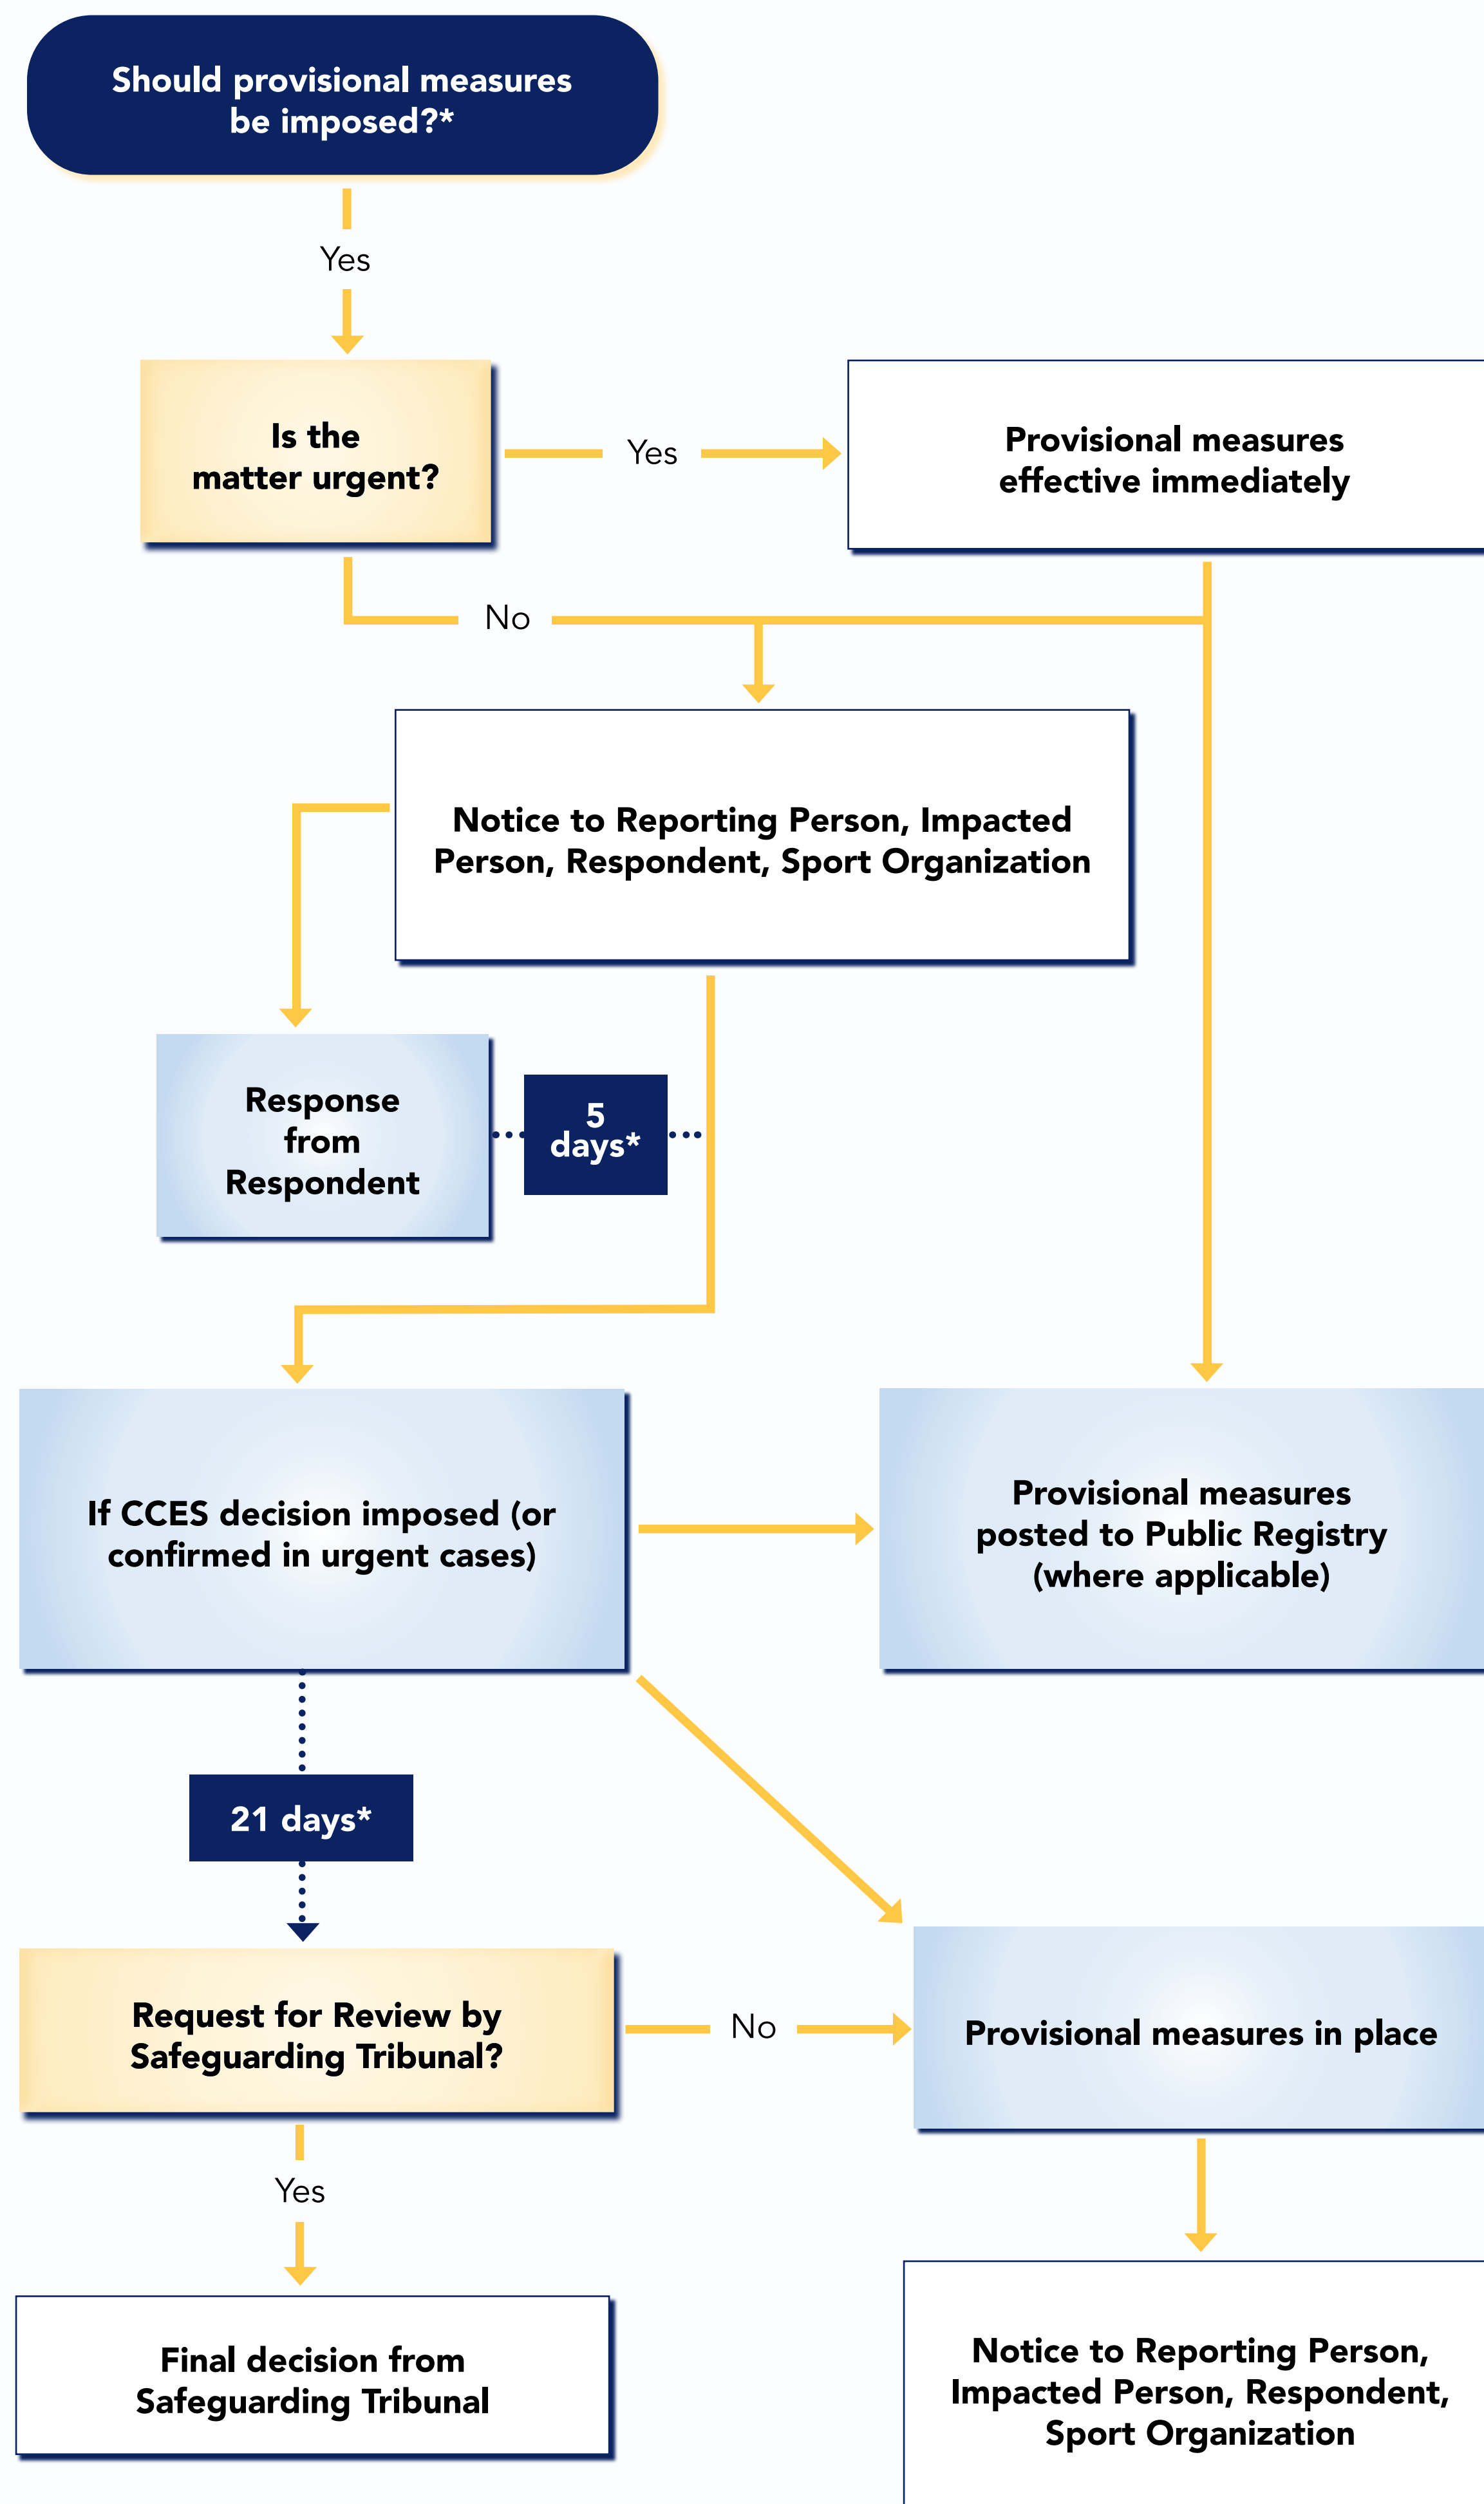 Should provisional measures
be imposed?*
Yes
Is the
matter urgent?
Yes
Provisional measures
effective immediately
No
Notice to Reporting Person, Impacted
Person, Respondent, Sport Organization
Response
from
Respondent
5
days*
If CCES decision imposed (or
confirmed in urgent cases)
Provisional measures
posted to Public Registry
(where applicable)
21 days*
Request for Review by
Safeguarding Tribunal?
No
Provisional measures in place
Yes
Final decision from
Safeguarding Tribunal
Notice to Reporting Person,
Impacted Person, Respondent,
Sport Organization